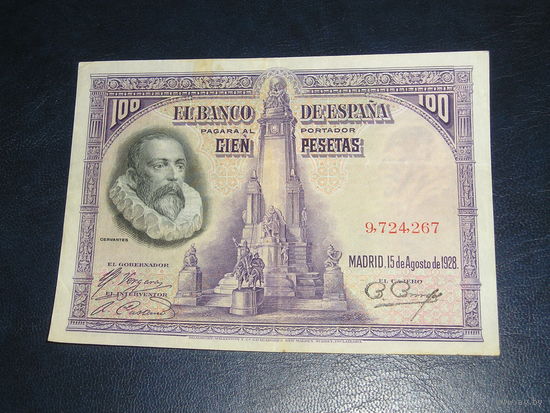 100 EL BANCO DE ESPAÑA 100
PAGARÁ AL PORTADOR
CIEN PESETAS
CERVANTES
9,724,267
MADRID, 15 de Agosto de 1928.
EL GOBERNADOR
EL INTERVENTOR
EL CAJERO